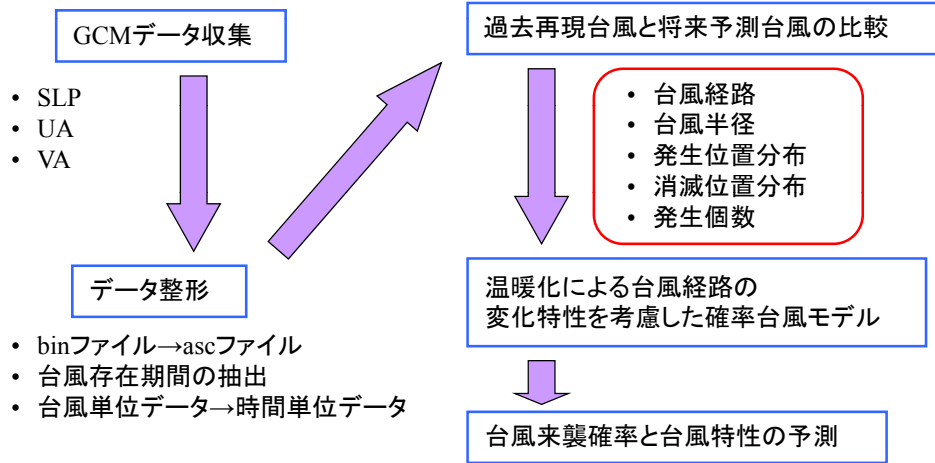 GCMデータ収集
• SLP
• UA
• VA
データ整形
• binファイル→ascファイル
• 台風存在期間の抽出
• 台風単位データ→時間単位データ
過去再現台風と将来予測台風の比較
• 台風経路
• 台風半径
• 発生位置分布
• 消滅位置分布
• 発生個数
温暖化による台風経路の
変化特性を考慮した確率台風モデル
台風来襲確率と台風特性の予測